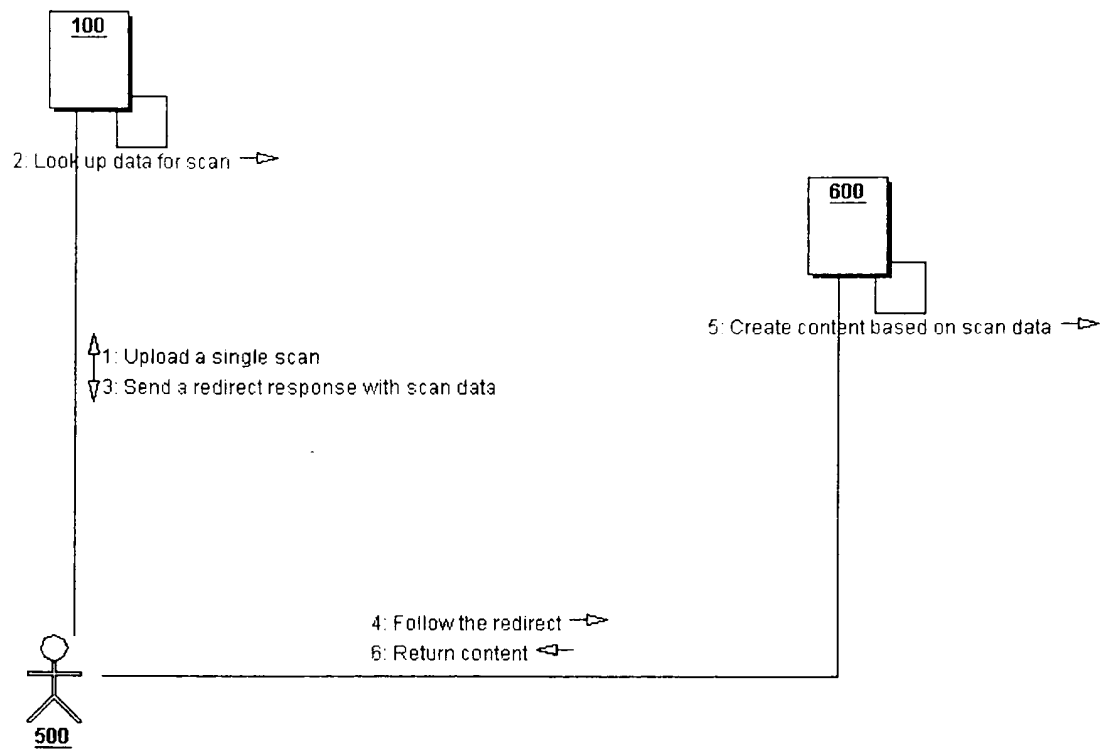 100
2: Look up data for scan
600
5: Create content based on scan data
1: Upload a single scan
3: Send a redirect response with scan data
4: Follow the redirect
6: Return content
500